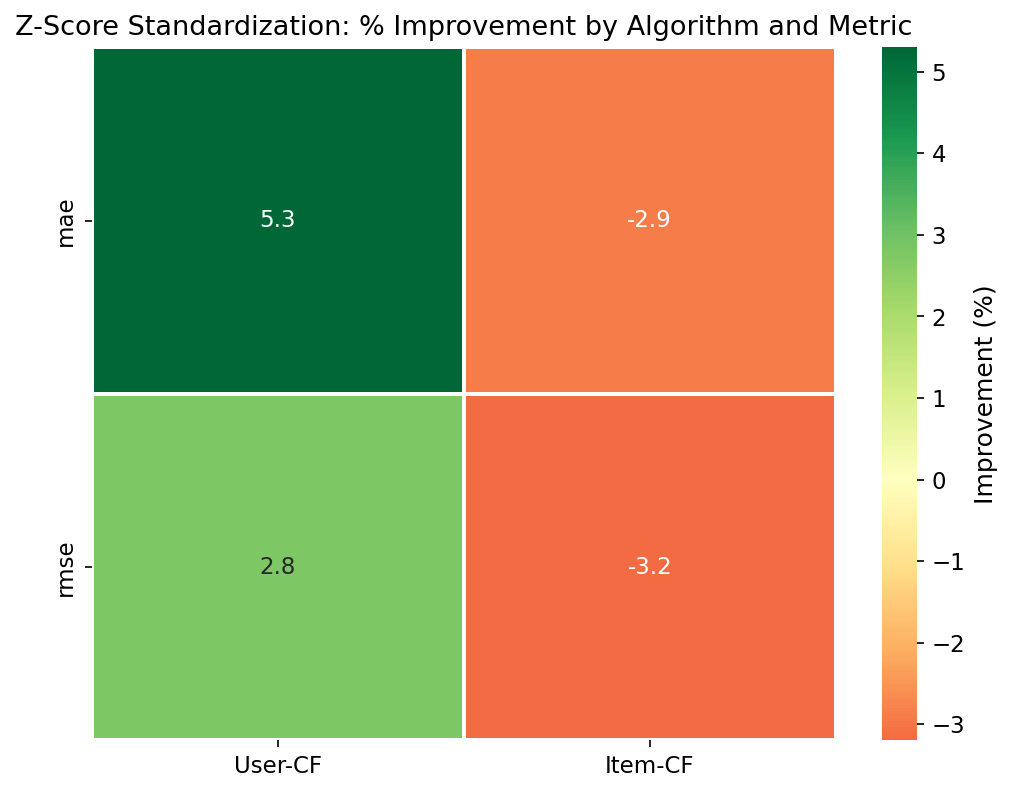 Z-Score Standardization: % Improvement by Algorithm and Metric
mae
5.3
-2.9
rmse
2.8
-3.2
User-CF
Item-CF
5
4
3
2
1
0
−1
−2
−3
Improvement (%)